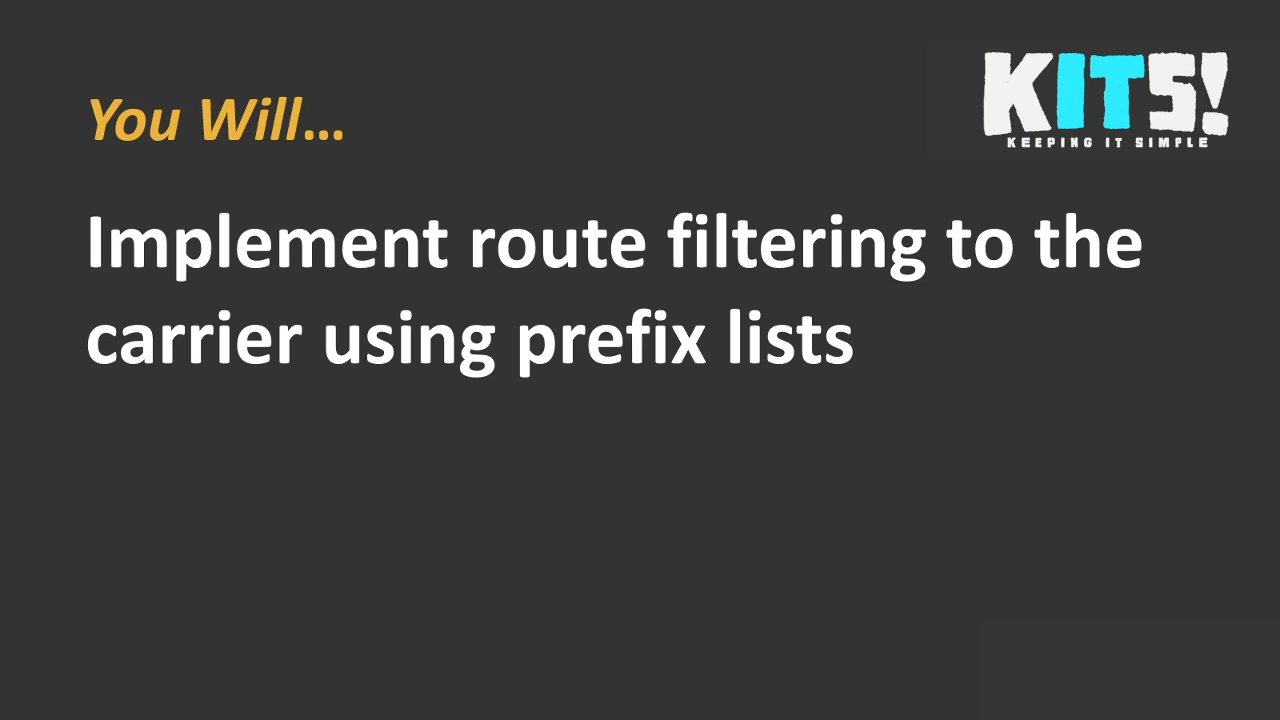 You Will...
KITS!
KEEPING IT SIMPLE
Implement route filtering to the
carrier using prefix lists